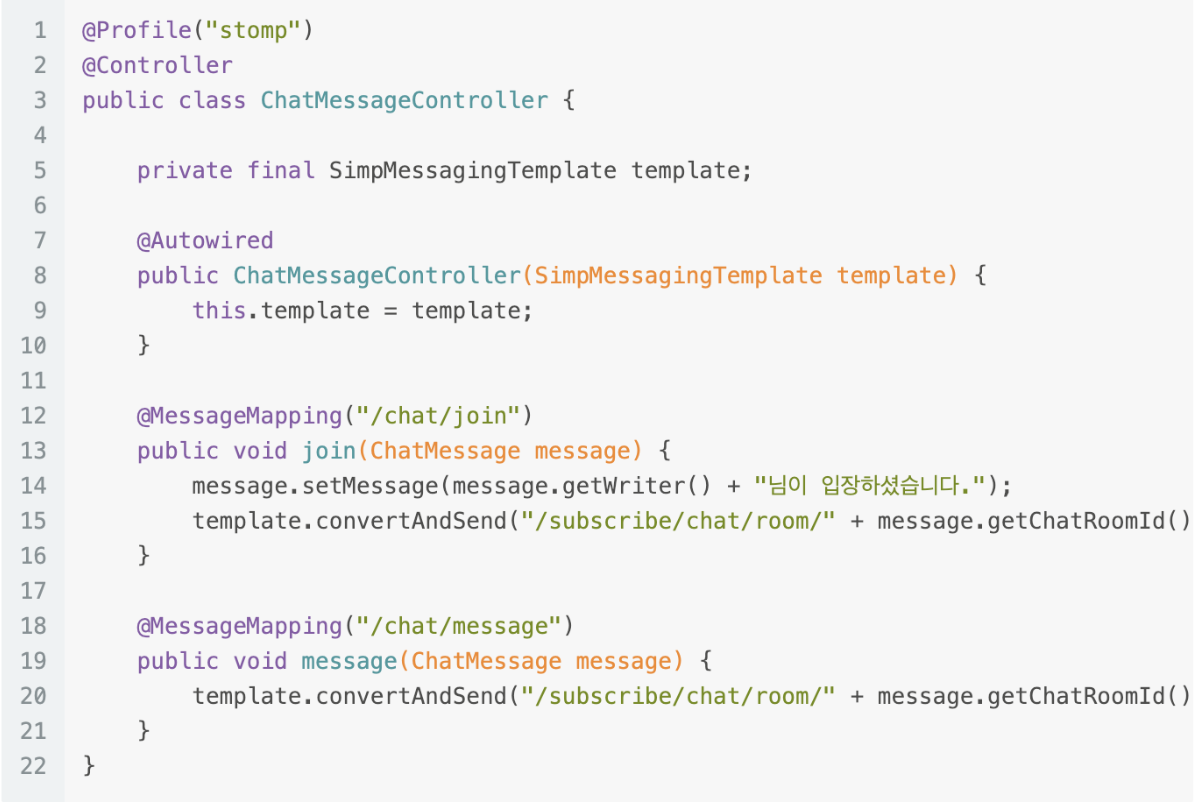 1 @Profile("stomp")
2 @Controller
3 public class ChatMessageController {
4
5 private final SimpMessagingTemplate template;
6
7 @Autowired
8 public ChatMessageController(SimpMessagingTemplate template) {
9 this.template = template;
10 }
11
12 @MessageMapping("/chat/join")
13 public void join(ChatMessage message) {
14 message.setMessage(message.getWriter() + "님이 입장하셨습니다.");
15 template.convertAndSend("/subscribe/chat/room/" + message.getChatRoomId()
16 }
17
18 @MessageMapping("/chat/message")
19 public void message(ChatMessage message) {
20 template.convertAndSend("/subscribe/chat/room/" + message.getChatRoomId()
21 }
22 }